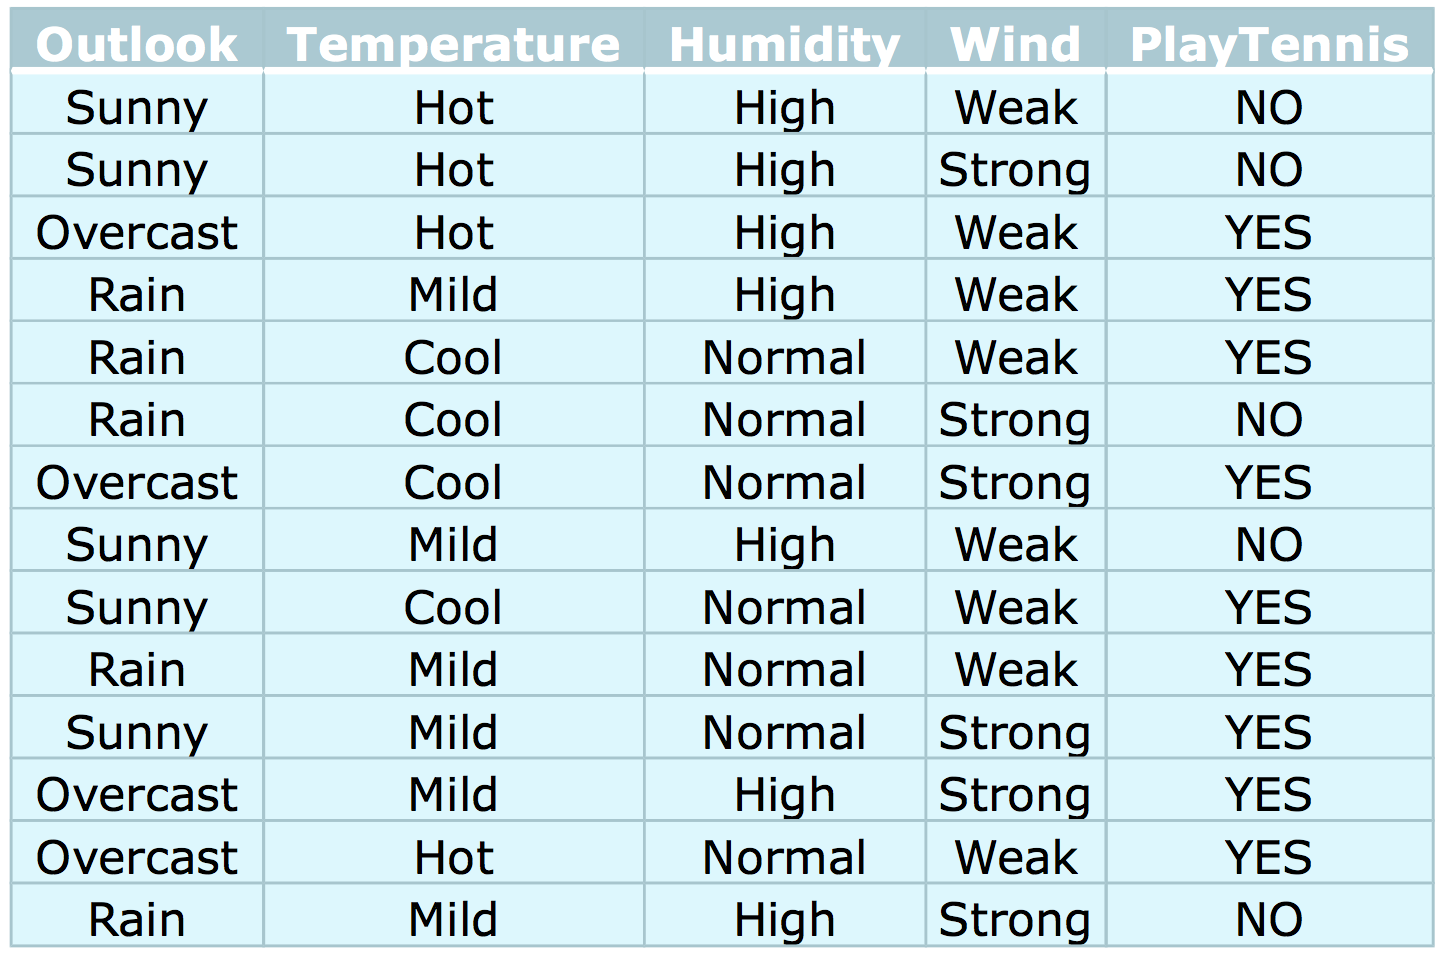 Outlook Temperature Humidity Wind PlayTennis
Sunny Hot High Weak NO
Sunny Hot High Strong NO
Overcast Hot High Weak YES
Rain Mild High Weak YES
Rain Cool Normal Weak YES
Rain Cool Normal Strong NO
Overcast Cool Normal Strong YES
Sunny Mild High Weak NO
Sunny Cool Normal Weak YES
Rain Mild Normal Weak YES
Sunny Mild Normal Strong YES
Overcast Mild High Strong YES
Overcast Hot Normal Weak YES
Rain Mild High Strong NO